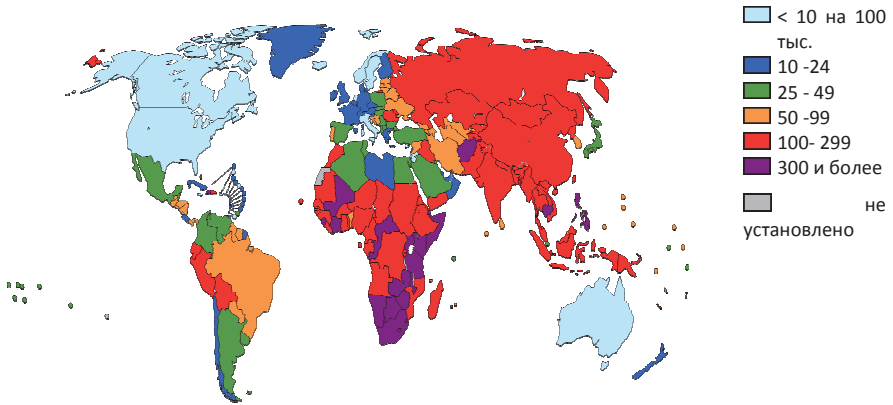 < 10 на 100
тыс.
10 -24
25 - 49
50 -99
100- 299
300 и более
не
установлено